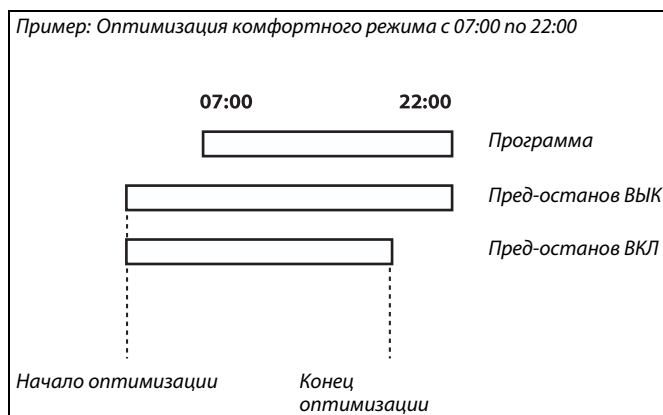 Пример: Оптимизация комфортного режима с 07:00 по 22:00
07:00 22:00
Программа
Пред-останов ВЫК
Пред-останов ВКЛ
Начало оптимизации Конец
оптимизации